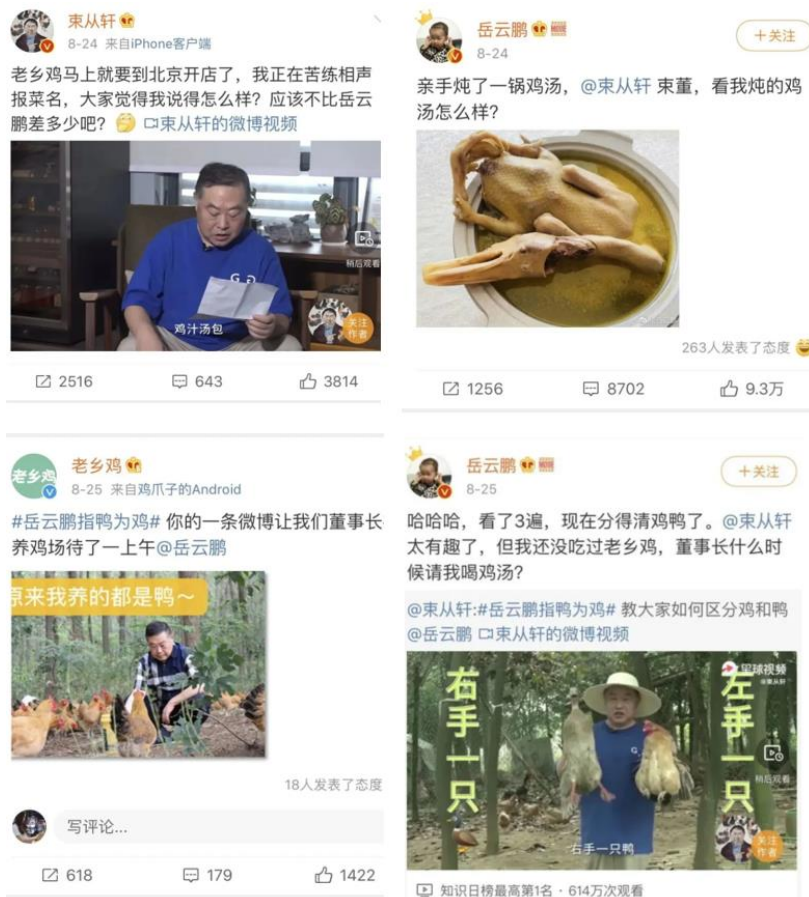 束从轩
8-24 来自iPhone客户端
老乡鸡马上就要到北京开店了，我正在苦练相声
报菜名，大家觉得我说得怎么样？应该不比岳云
鹏差多少吧？ 束从轩的微博视频
稍后观看
关注
作者
G
鸡汁汤包
2516 643 3814
岳云鹏
+关注
8-24
亲手炖了一锅鸡汤，@束从轩 束董，看我炖的鸡
汤怎么样？
263人发表了态度
1256 8702 9.3万
老乡鸡
老乡鸡
8-25 来自鸡爪子的Android
#岳云鹏指鸭为鸡# 你的一条微博让我们董事长
养鸡场待了一上午@岳云鹏
原来我养的都是鸭～
18人发表了态度
写评论...
618 179 1422
岳云鹏
+关注
8-25
哈哈哈，看了3遍，现在分得清鸡鸭了。@束从轩
太有趣了，但我还没吃过老乡鸡，董事长什么时
候请我喝鸡汤？
@束从轩:#岳云鹏指鸭为鸡# 教大家如何区分鸡和鸭
@岳云鹏 束从轩的微博视频
星球视频
右手一只
左手一只
稍后观看
关注
作者
右手一只鸭
知识日榜最高第1名 · 614万次观看